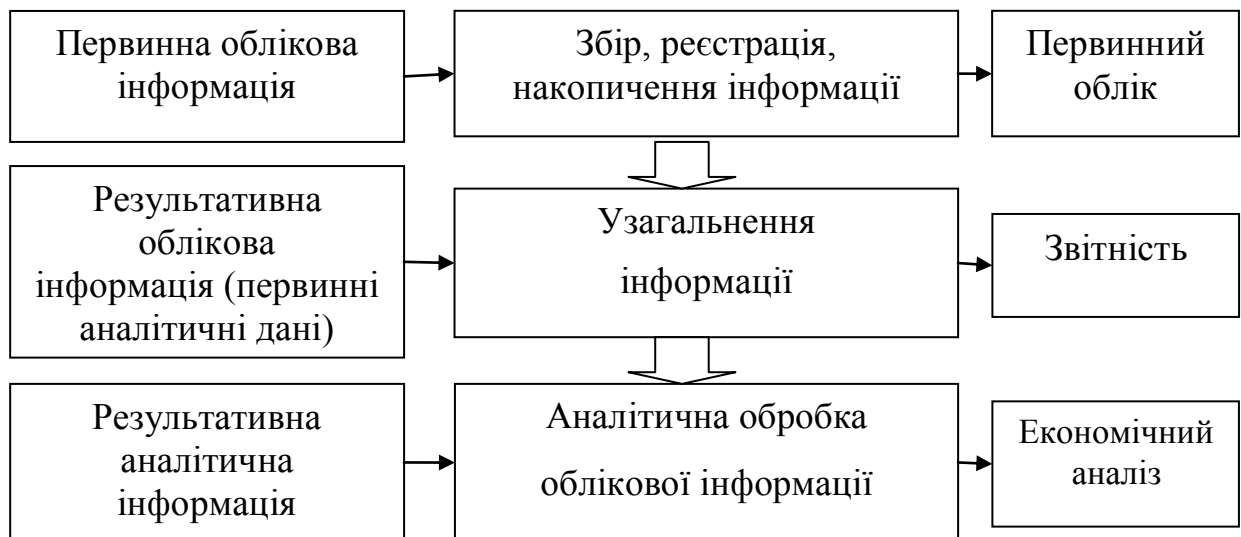 Первинна облікова
інформація
Збір, реєстрація,
накопичення інформації
Первинний
облік
Результативна
облікова
інформація (первинні
аналітичні дані)
Узагальнення
інформації
Звітність
Результативна
аналітична
інформація
Аналітична обробка
облікової інформації
Економічний
аналіз